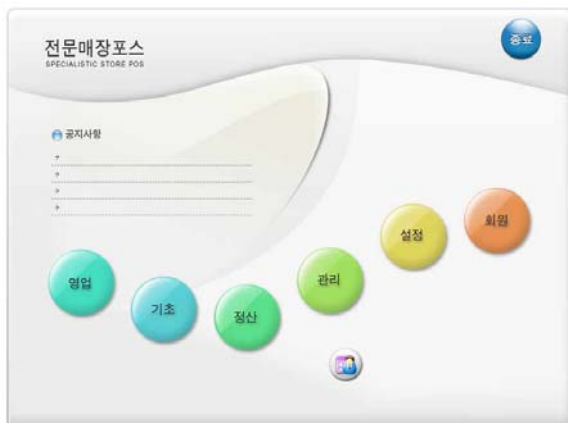 전문매장포스
SPECIALISTIC STORE POS
종료
공지사항
영업
기초
정산
관리
설정
회원